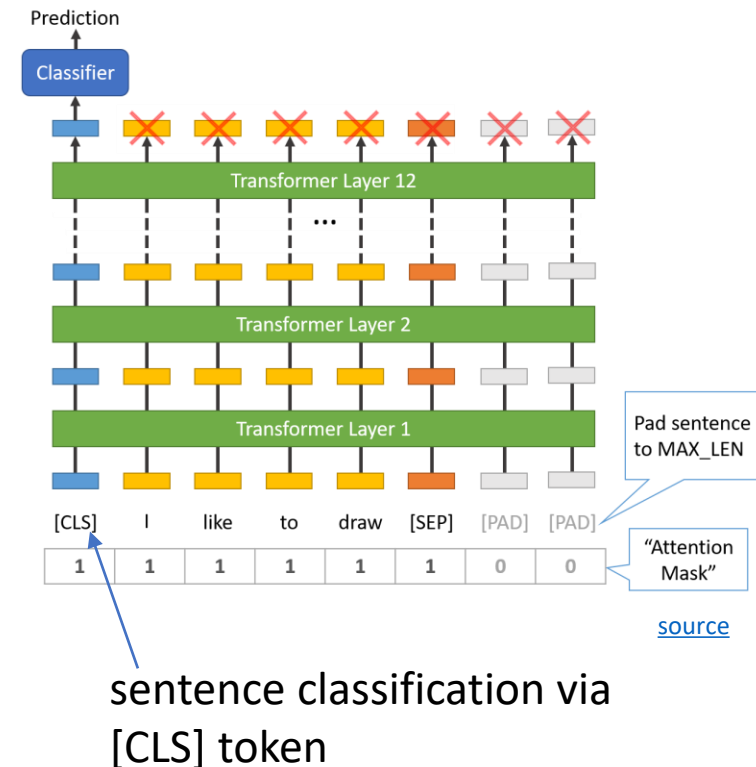 Prediction
Classifier
Transformer Layer 12
...
Transformer Layer 2
Transformer Layer 1
Pad sentence
to MAX_LEN
[CLS] I like to draw [SEP] [PAD] [PAD]
1 1 1 1 1 1 0 0
“Attention
Mask”
source
sentence classification via
[CLS] token